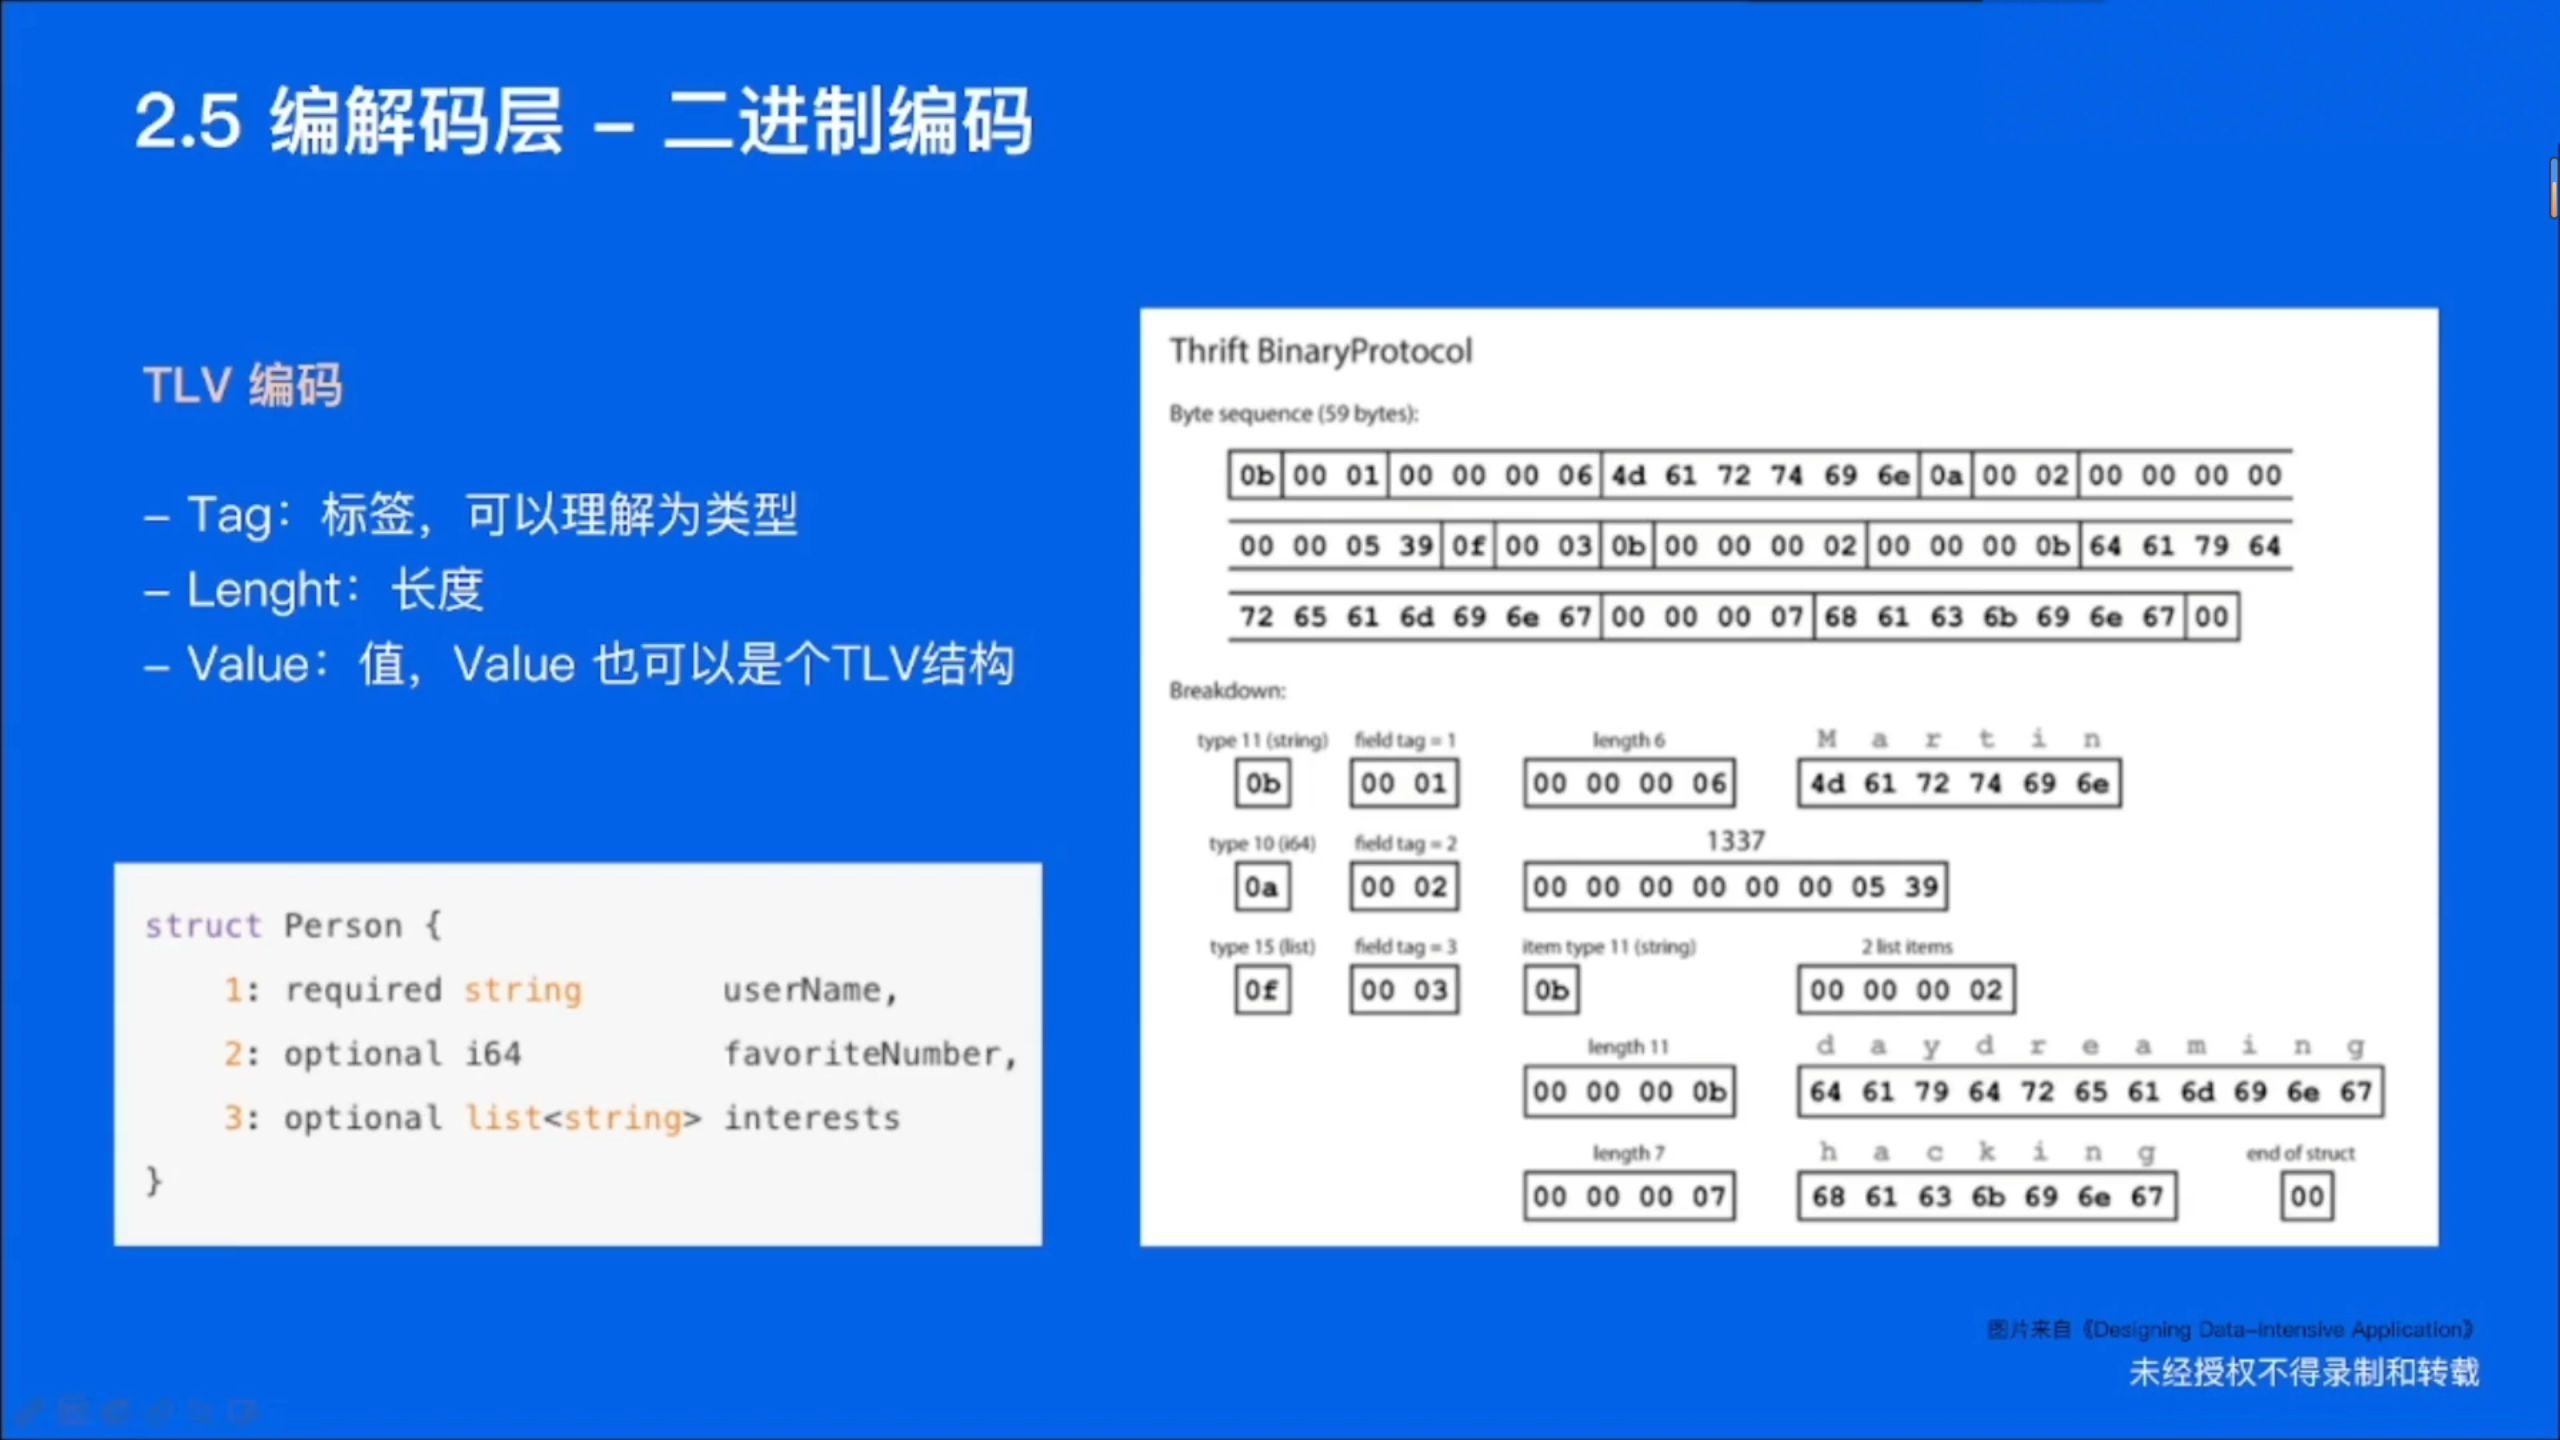 2.5 编解码层 – 二进制编码
TLV 编码
– Tag：标签，可以理解为类型
– Lenght：长度
– Value：值，Value 也可以是个TLV结构
struct Person {
1: required string userName,
2: optional i64 favoriteNumber,
3: optional list<string> interests
}
Thrift BinaryProtocol
Byte sequence (59 bytes):
0b 00 01 00 00 00 06 4d 61 72 74 69 6e 0a 00 02 00 00 00 00
00 00 05 39 0f 00 03 0b 00 00 00 02 00 00 00 0b 64 61 79 64
72 65 61 6d 69 6e 67 00 00 00 07 68 61 63 6b 69 6e 67 00
Breakdown:
type 11 (string) field tag = 1 length 6 M a r t i n
0b 00 01 00 00 00 06 4d 61 72 74 69 6e
type 10 (i64) field tag = 2 1337
0a 00 02 00 00 00 00 00 00 05 39
type 15 (list) field tag = 3 item type 11 (string) 2 list items
0f 00 03 0b 00 00 00 02
length 11 d a y d r e a m i n g
00 00 00 0b 64 61 79 64 72 65 61 6d 69 6e 67
length 7 h a c k i n g end of struct
00 00 00 07 68 61 63 6b 69 6e 67 00
图片来自《Designing Data-Intensive Application》
未经授权不得录制和转载